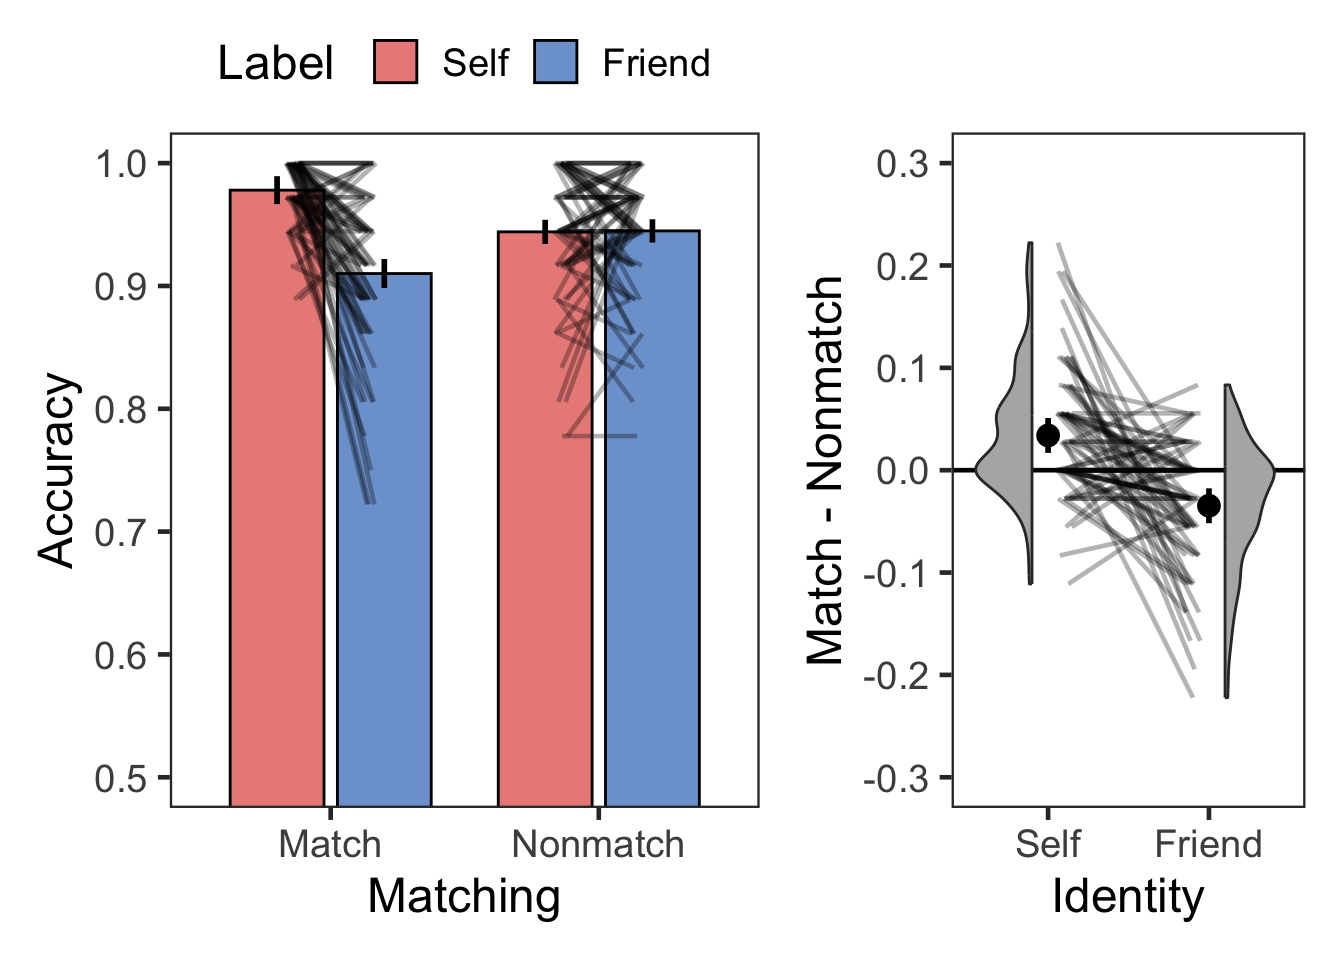 Label Self Friend
Accuracy
1.0
0.9
0.8
0.7
0.6
0.5
Match Nonmatch
Matching
Match - Nonmatch
0.3
0.2
0.1
0.0
-0.1
-0.2
-0.3
Self Friend
Identity